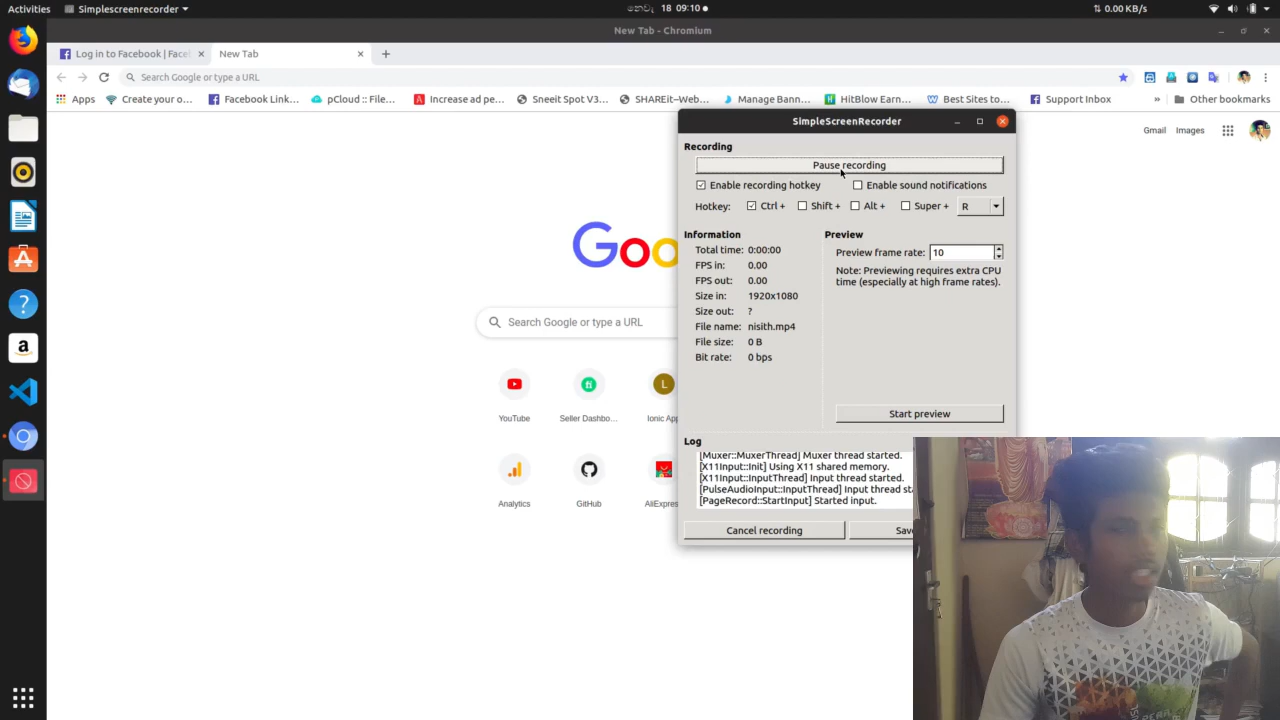 Activities
Simplescreenrecorder
නොවැ 18 09:10
0.00 KB/s
New Tab - Chromium
Log in to Facebook | Face
New Tab
Search Google or type a URL
Apps
Create your o...
Facebook Link...
pCloud :: File...
Increase ad pe...
Sneeit Spot V3...
SHAREit–Web...
Manage Bann...
HitBlow Earn...
Best Sites to...
Support Inbox
»
Other bookmarks
Gmail
Images
Goo
Search Google or type a URL
YouTube
Seller Dashbo...
L
Ionic App
Analytics
GitHub
AliExpres
SimpleScreenRecorder
Recording
Pause recording
Enable recording hotkey
Enable sound notifications
Hotkey:
Ctrl +
Shift +
Alt +
Super +
R
Information
Total time: 0:00:00
FPS in: 0.00
FPS out: 0.00
Size in: 1920x1080
Size out: ?
File name: nisith.mp4
File size: 0 B
Bit rate: 0 bps
Preview
Preview frame rate: 10
Note: Previewing requires extra CPU
time (especially at high frame rates).
Start preview
Log
[Muxer::MuxerThread] Muxer thread started.
[X11Input::Init] Using X11 shared memory.
[X11Input::InputThread] Input thread started.
[PulseAudioInput::InputThread] Input thread sta
[PageRecord::StartInput] Started input.
Cancel recording
Save